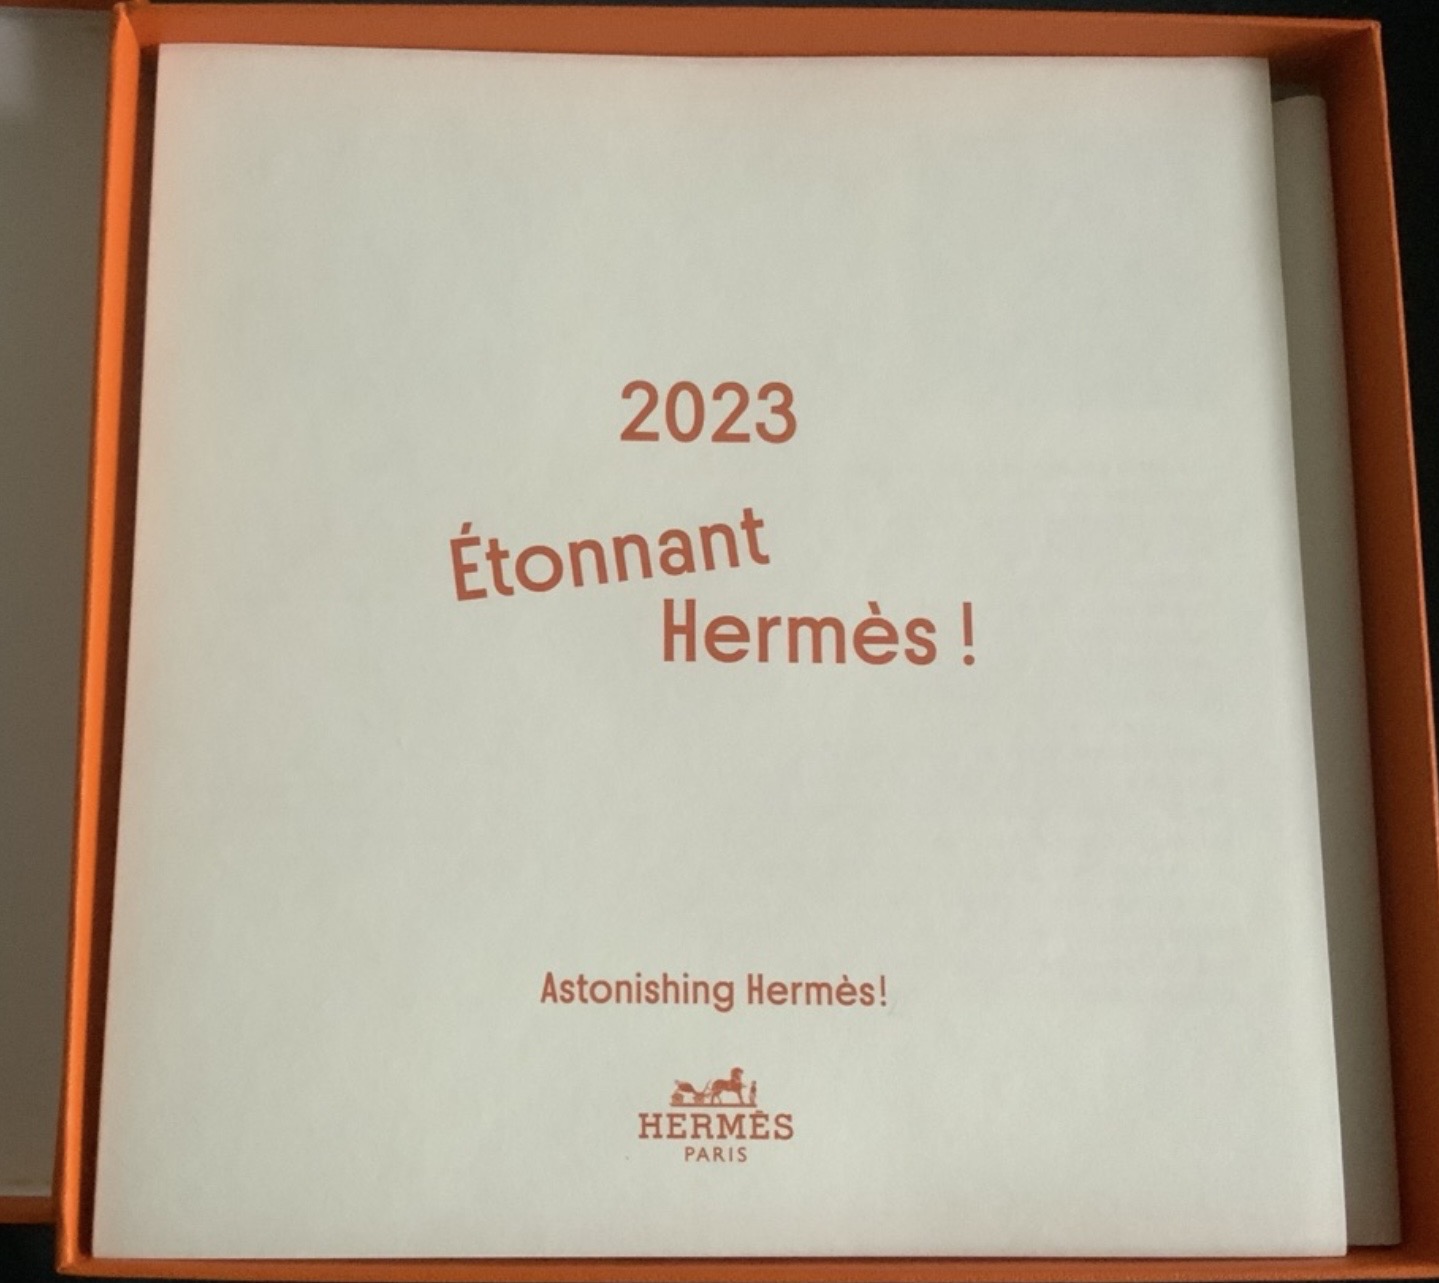 2023
Étonnant
Hermès !
Astonishing Hermès!
HERMÈS
PARIS